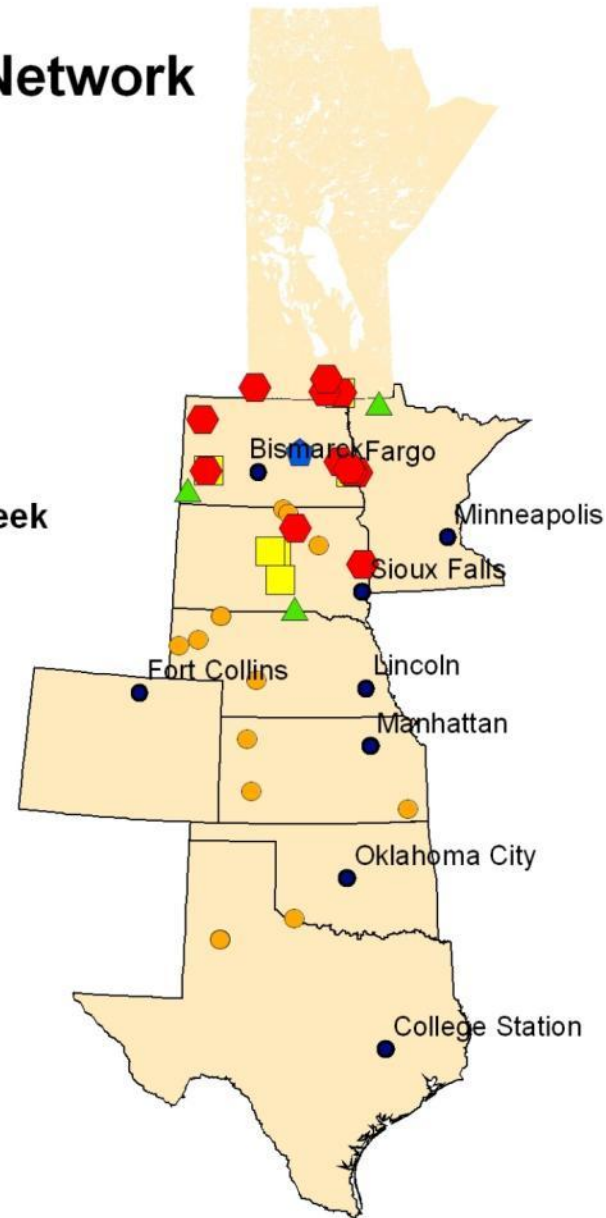 Network
Bismarck
Fargo
eek
Minneapolis
Sioux Falls
Fort Collins
Lincoln
Manhattan
Oklahoma City
College Station